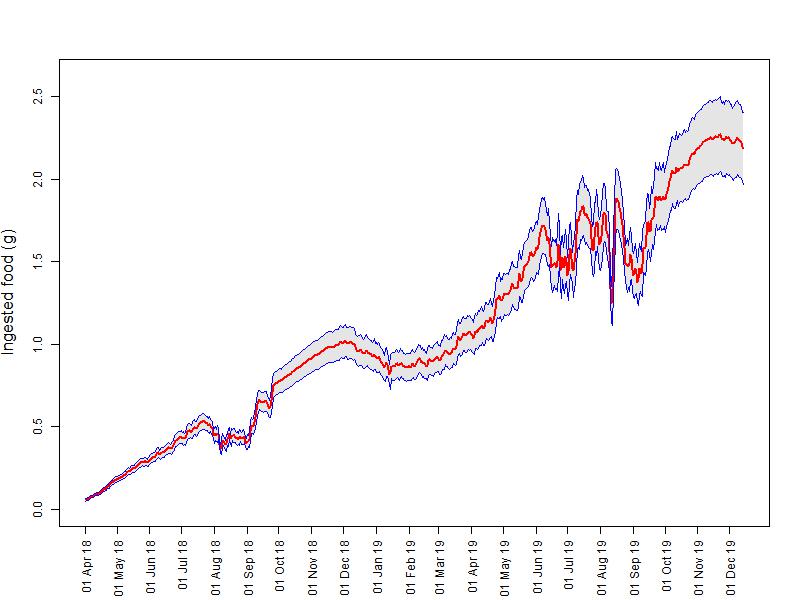 Ingested food (g)
2.5
2.0
1.5
1.0
0.5
0.0
01 Apr 18
01 May 18
01 Jun 18
01 Jul 18
01 Aug 18
01 Sep 18
01 Oct 18
01 Nov 18
01 Dec 18
01 Jan 19
01 Feb 19
01 Mar 19
01 Apr 19
01 May 19
01 Jun 19
01 Jul 19
01 Aug 19
01 Sep 19
01 Oct 19
01 Nov 19
01 Dec 19